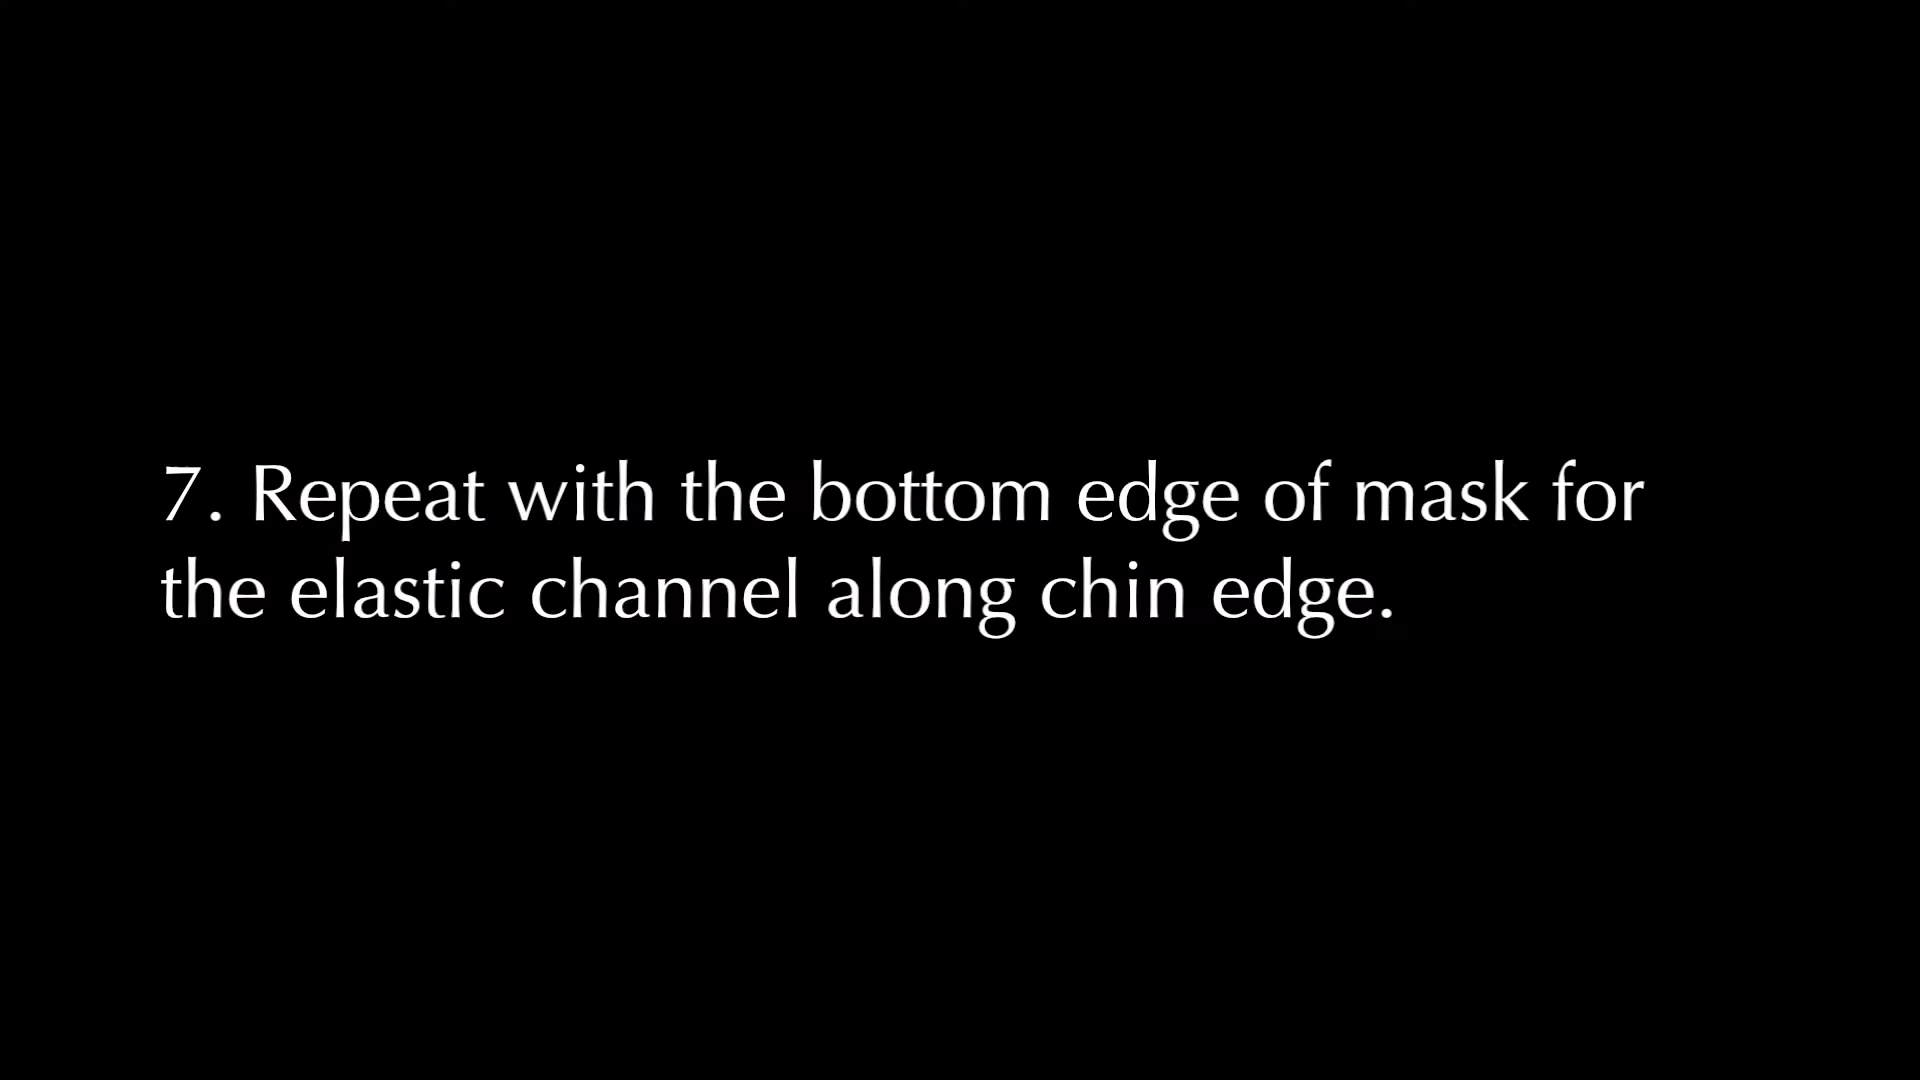 7. Repeat with the bottom edge of mask for
the elastic channel along chin edge.